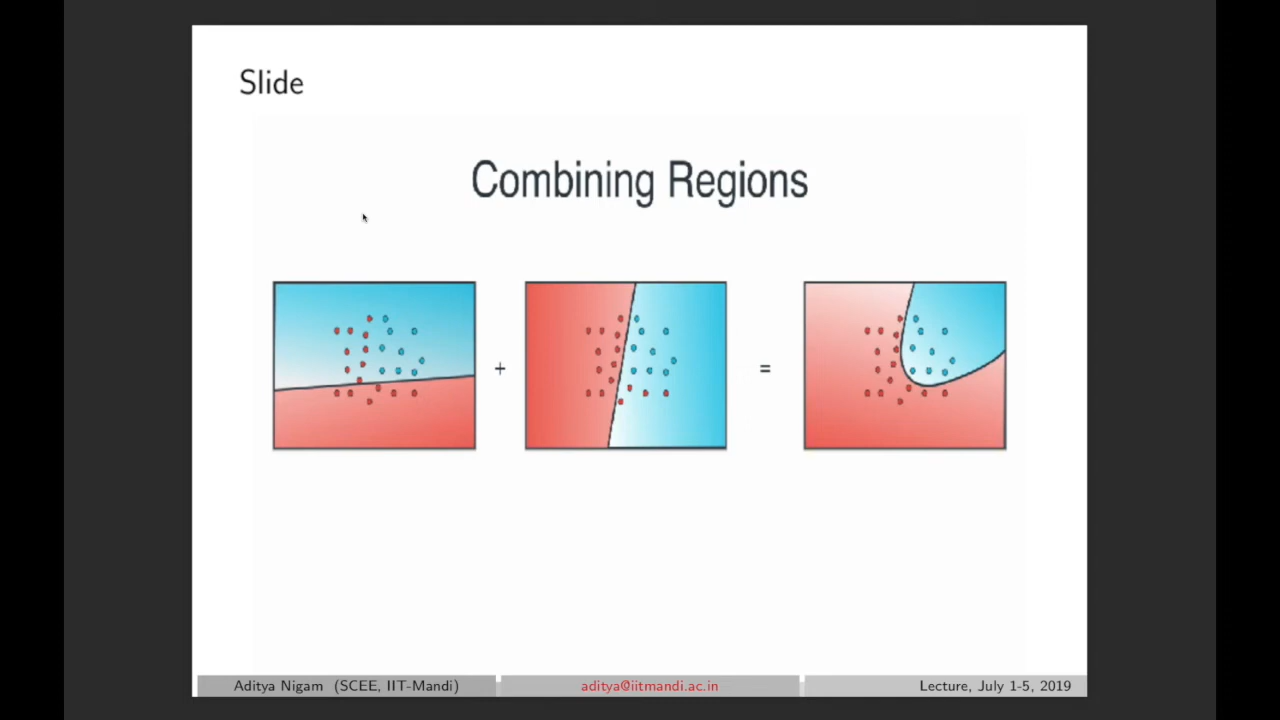 Slide
Combining Regions
+ =
Aditya Nigam (SCEE, IIT-Mandi) aditya@iitmandi.ac.in Lecture, July 1-5, 2019